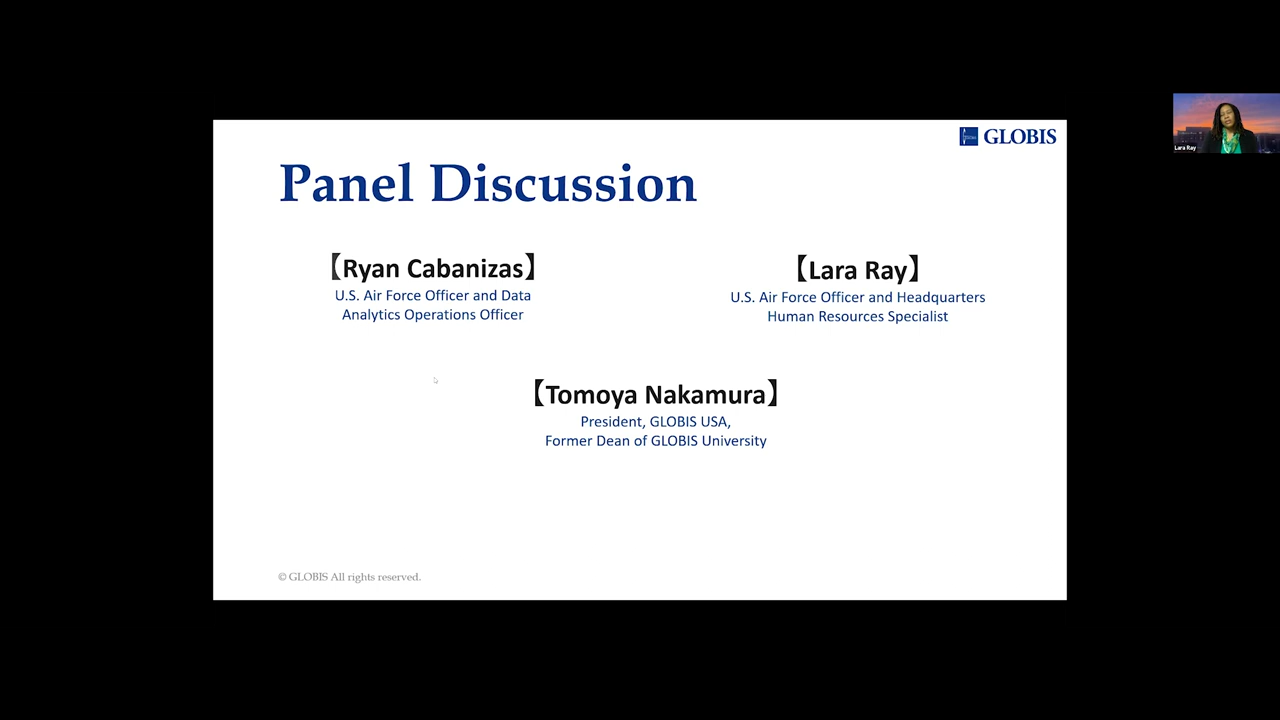 GLOBIS
Panel Discussion
【Ryan Cabanizas】
U.S. Air Force Officer and Data
Analytics Operations Officer
【Lara Ray】
U.S. Air Force Officer and Headquarters
Human Resources Specialist
【Tomoya Nakamura】
President, GLOBIS USA,
Former Dean of GLOBIS University
© GLOBIS All rights reserved.
Lara Ray